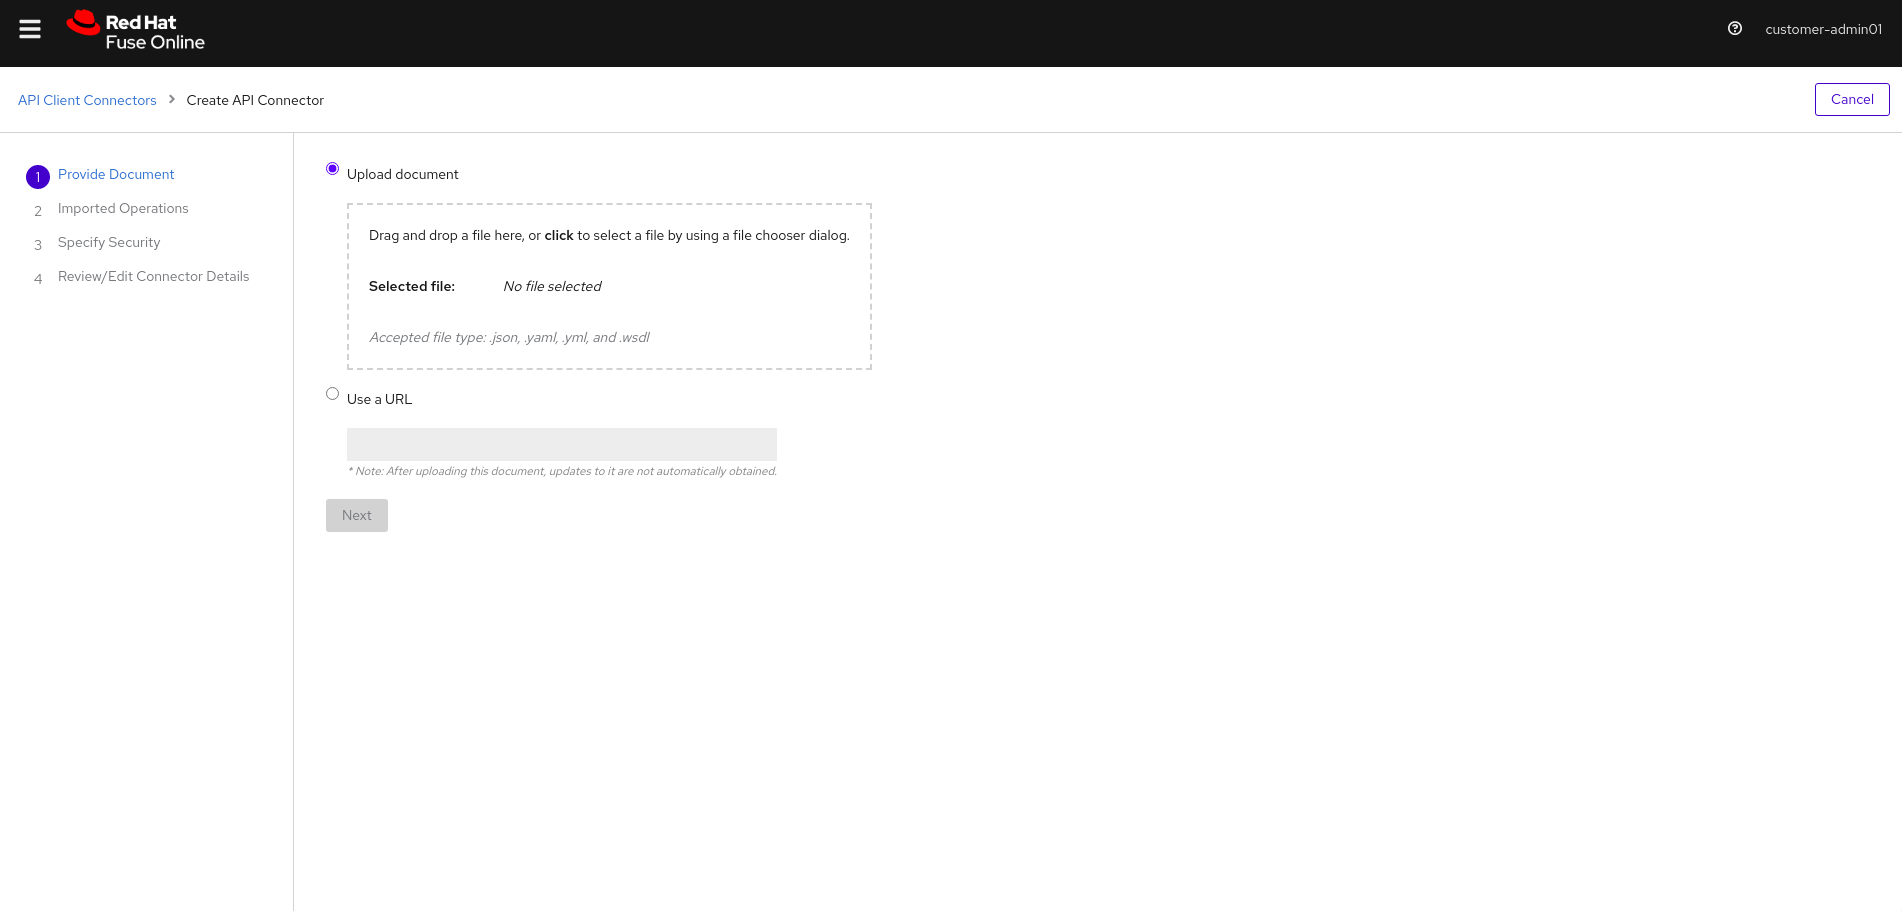 Red Hat
Fuse Online
customer-admin01
API Client Connectors > Create API Connector
Cancel
1 Provide Document
2 Imported Operations
3 Specify Security
4 Review/Edit Connector Details
Upload document
Drag and drop a file here, or click to select a file by using a file chooser dialog.
Selected file: No file selected
Accepted file type: .json, .yaml, .yml, and .wsdl
Use a URL
* Note: After uploading this document, updates to it are not automatically obtained.
Next